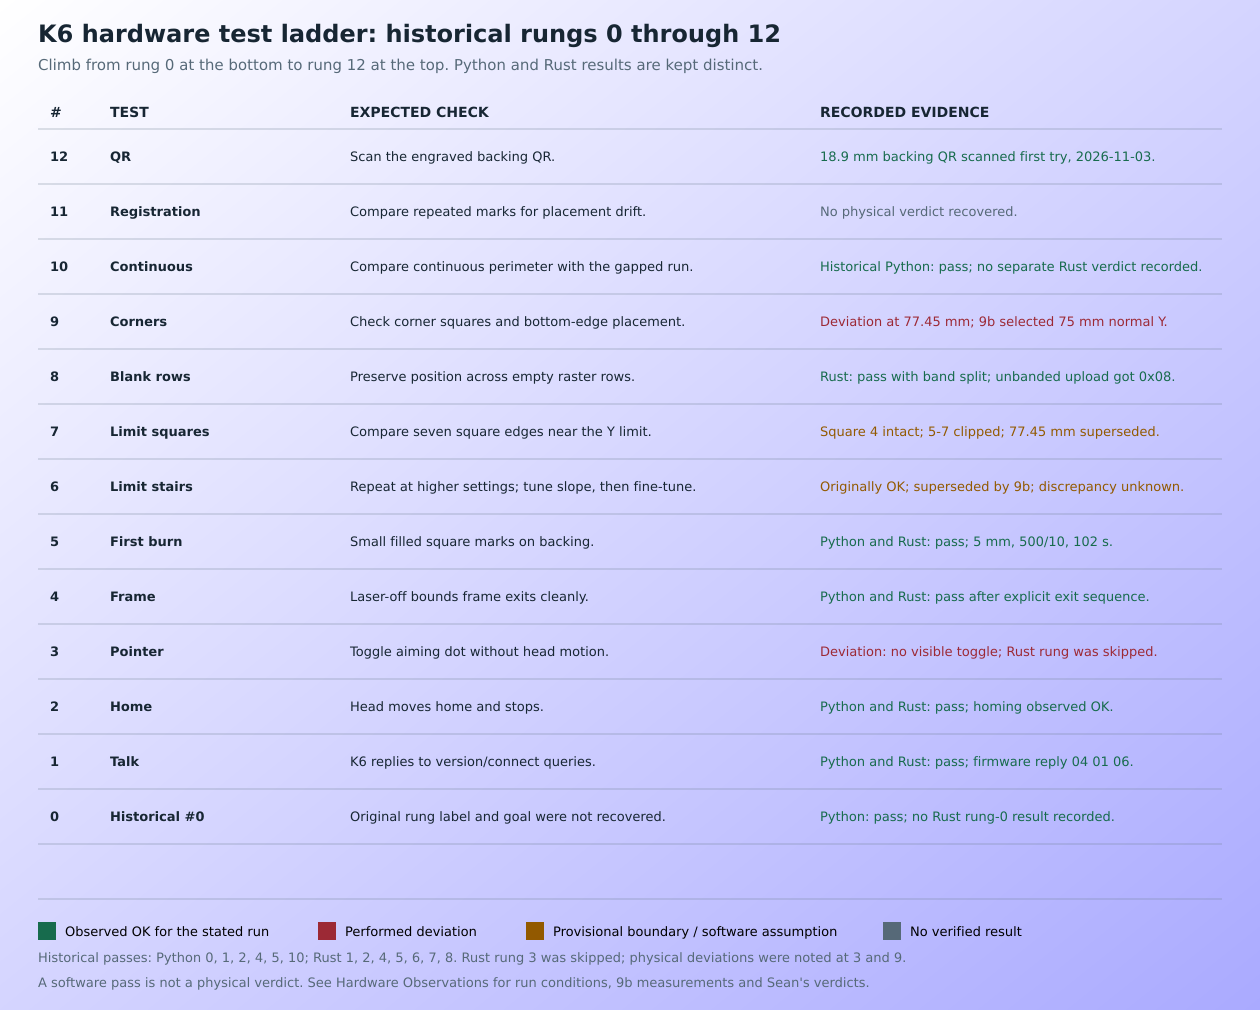 K6 hardware test ladder: historical rungs 0 through 12
Climb from rung 0 at the bottom to rung 12 at the top. Python and Rust results are kept distinct.
# TEST EXPECTED CHECK RECORDED EVIDENCE
12 QR Scan the engraved backing QR. 18.9 mm backing QR scanned first try, 2026-11-03.
11 Registration Compare repeated marks for placement drift. No physical verdict recovered.
10 Continuous Compare continuous perimeter with the gapped run. Historical Python: pass; no separate Rust verdict recorded.
9 Corners Check corner squares and bottom-edge placement. Deviation at 77.45 mm; 9b selected 75 mm normal Y.
8 Blank rows Preserve position across empty raster rows. Rust: pass with band split; unbanded upload got 0x08.
7 Limit squares Compare seven square edges near the Y limit. Square 4 intact; 5-7 clipped; 77.45 mm superseded.
6 Limit stairs Repeat at higher settings; tune slope, then fine-tune. Originally OK; superseded by 9b; discrepancy unknown.
5 First burn Small filled square marks on backing. Python and Rust: pass; 5 mm, 500/10, 102 s.
4 Frame Laser-off bounds frame exits cleanly. Python and Rust: pass after explicit exit sequence.
3 Pointer Toggle aiming dot without head motion. Deviation: no visible toggle; Rust rung was skipped.
2 Home Head moves home and stops. Python and Rust: pass; homing observed OK.
1 Talk K6 replies to version/connect queries. Python and Rust: pass; firmware reply 04 01 06.
0 Historical #0 Original rung label and goal were not recovered. Python: pass; no Rust rung-0 result recorded.
Observed OK for the stated run Performed deviation Provisional boundary / software assumption No verified result
Historical passes: Python 0, 1, 2, 4, 5, 10; Rust 1, 2, 4, 5, 6, 7, 8. Rust rung 3 was skipped; physical deviations were noted at 3 and 9.
A software pass is not a physical verdict. See Hardware Observations for run conditions, 9b measurements and Sean's verdicts.